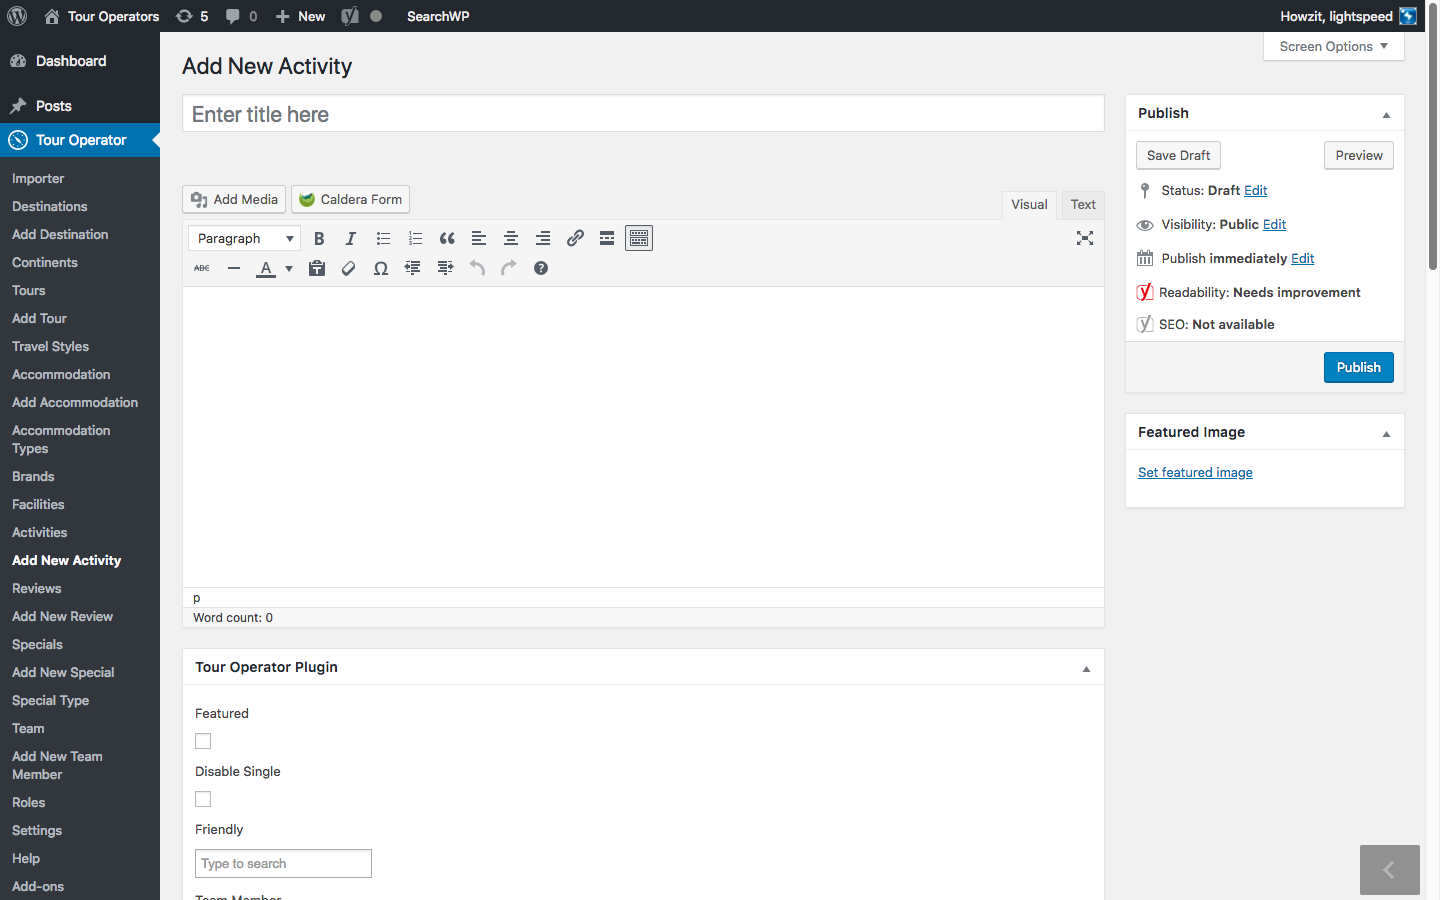 Tour Operators 5 0 New SearchWP Howzit, lightspeed
Screen Options
Dashboard
Posts
Tour Operator
Importer
Destinations
Add Destination
Continents
Tours
Add Tour
Travel Styles
Accommodation
Add Accommodation
Accommodation
Types
Brands
Facilities
Activities
Add New Activity
Reviews
Add New Review
Specials
Add New Special
Special Type
Team
Add New Team
Member
Roles
Settings
Help
Add-ons
Add New Activity
Enter title here
Add Media Caldera Form
Visual Text
Paragraph B I
ABC A
p
Word count: 0
Tour Operator Plugin
Featured
Disable Single
Friendly
Type to search
Team Member
Publish
Save Draft Preview
Status: Draft Edit
Visibility: Public Edit
Publish immediately Edit
Readability: Needs improvement
SEO: Not available
Publish
Featured Image
Set featured image